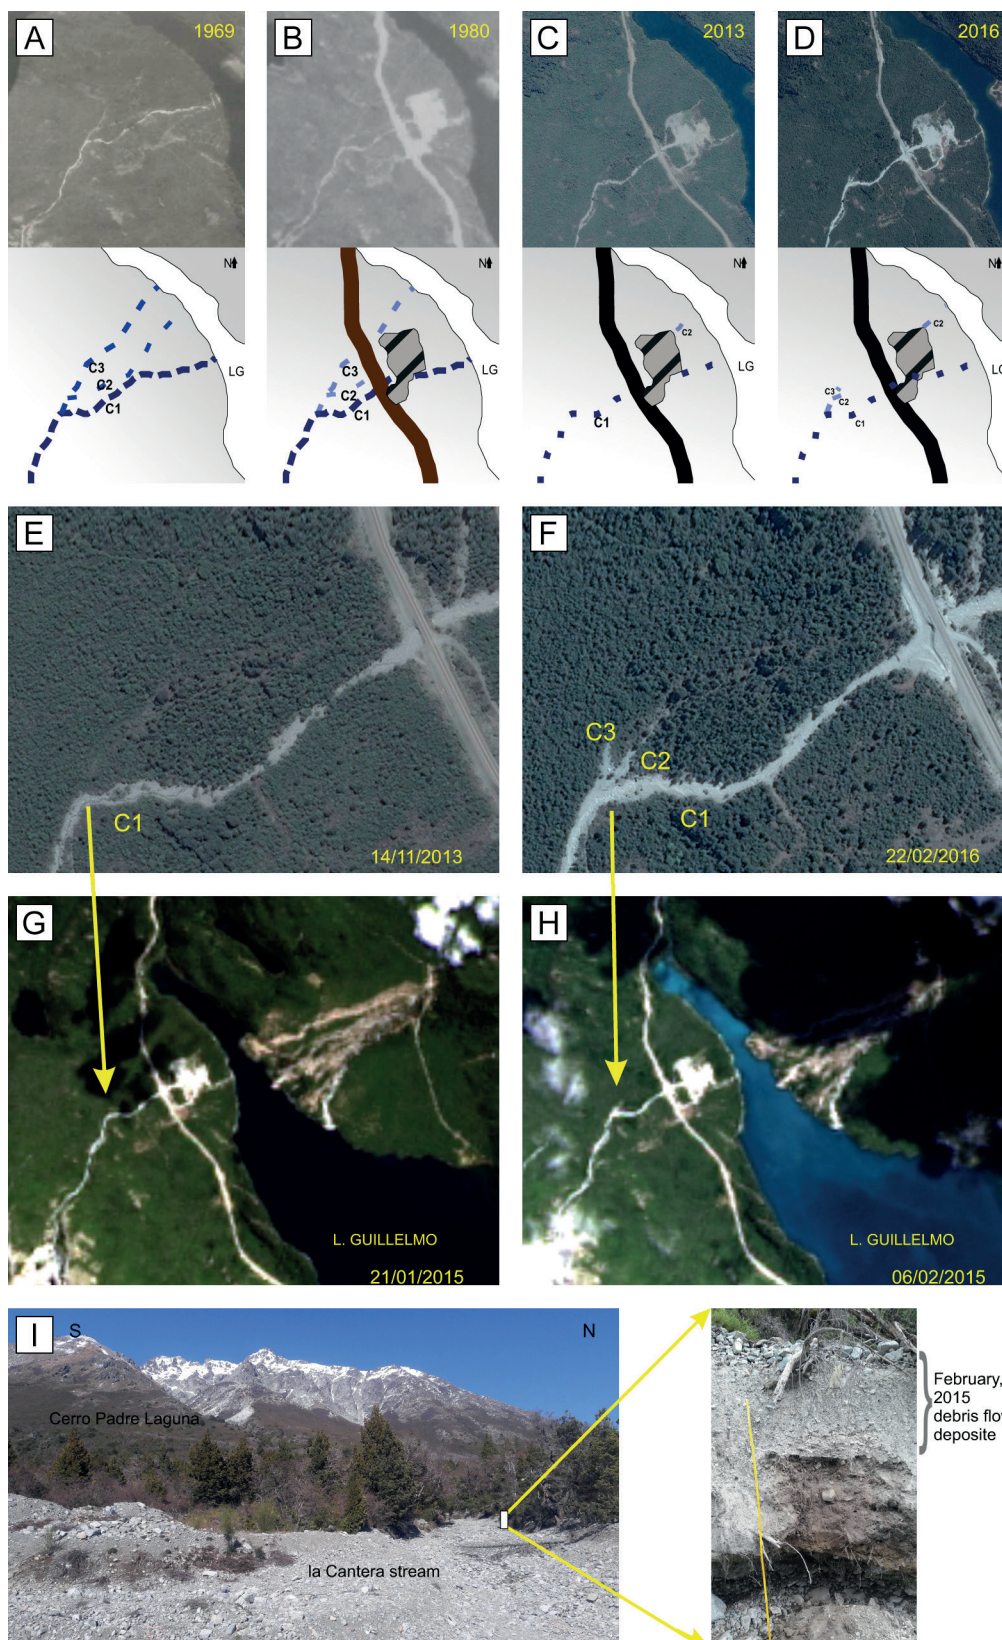 A
1969
B
1980
C
2013
D
2016
N
C3
C2
C1
LG
N
C3
C2
C1
LG
N
C2
C1
LG
N
C2
C3
C2
C1
LG
E
C1
14/11/2013
F
C3
C2
C1
22/02/2016
G
L. GUILLELMO
21/01/2015
H
L. GUILLELMO
06/02/2015
I
S
N
Cerro Padre Laguna
la Cantera stream
February,
2015
debris flo
deposite